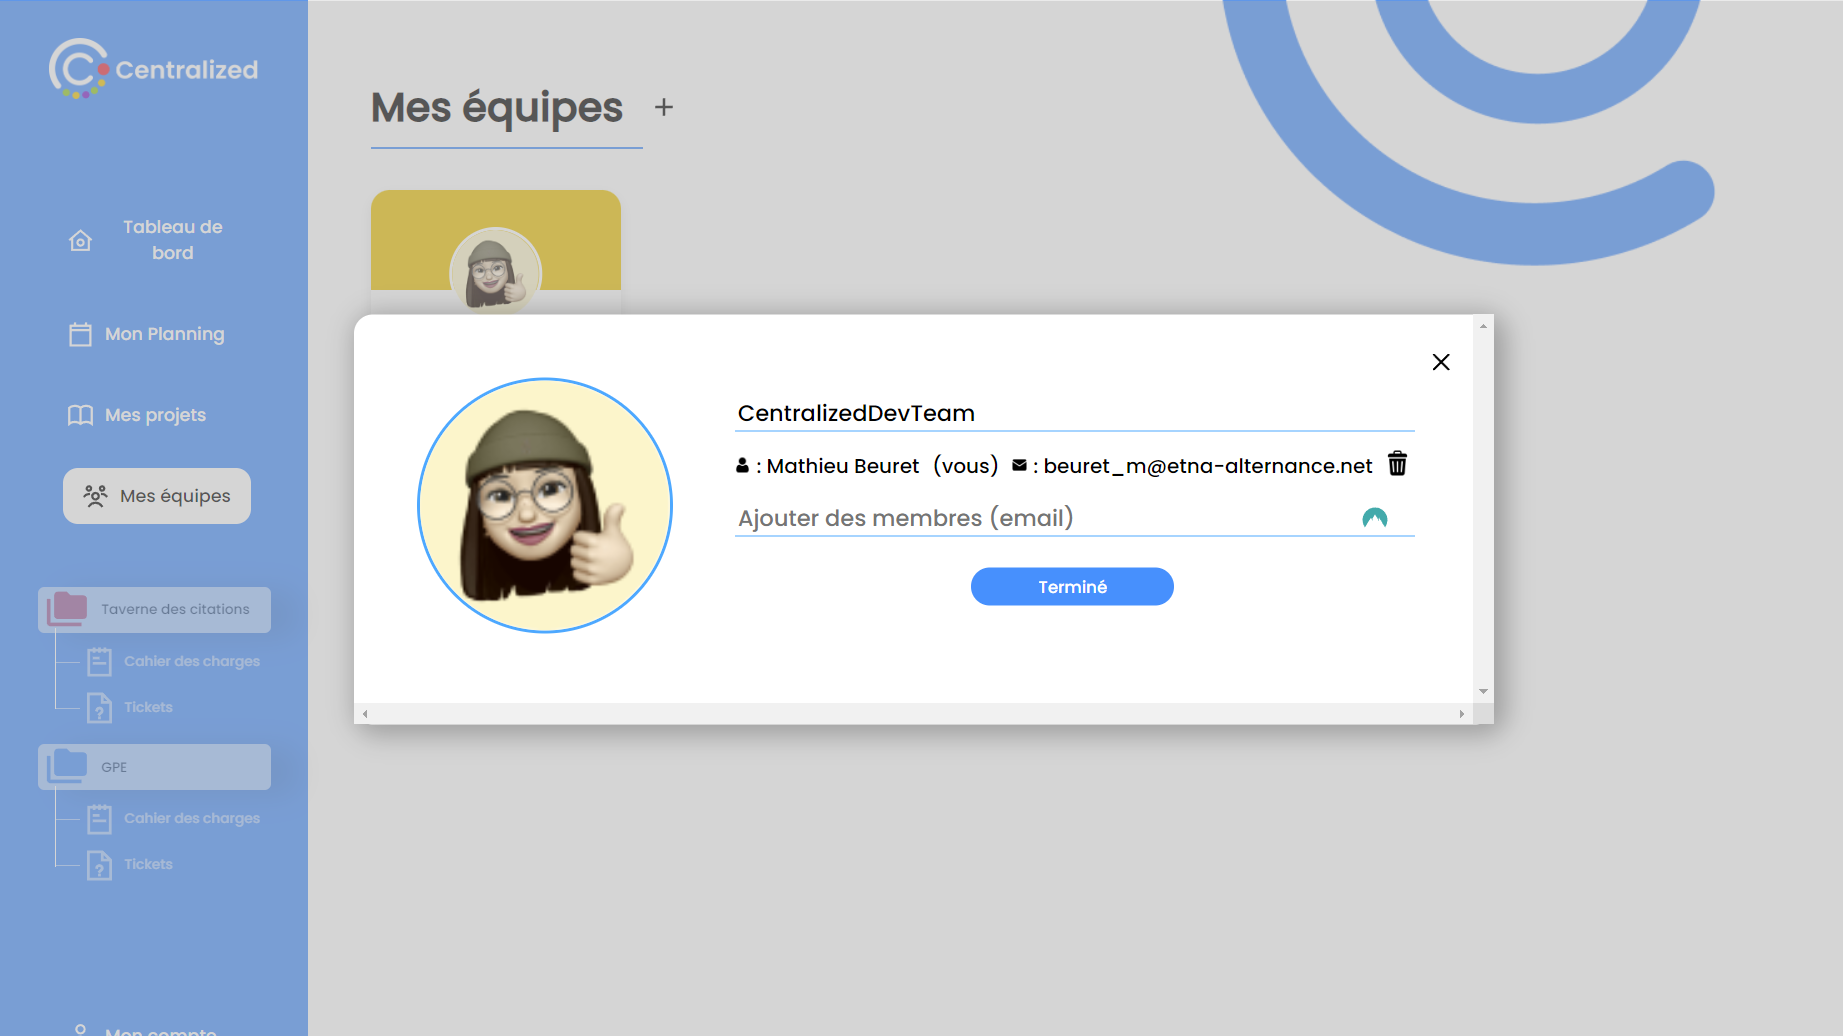 Centralized
Mes équipes +
Tableau de
bord
Mon Planning
Mes projets
Mes équipes
Taverne des citations
Cahier des charges
Tickets
GPE
Cahier des charges
Tickets
Mon compte
CentralizedDevTeam
: Mathieu Beuret (vous) : beuret_m@etna-alternance.net
Ajouter des membres (email)
Terminé